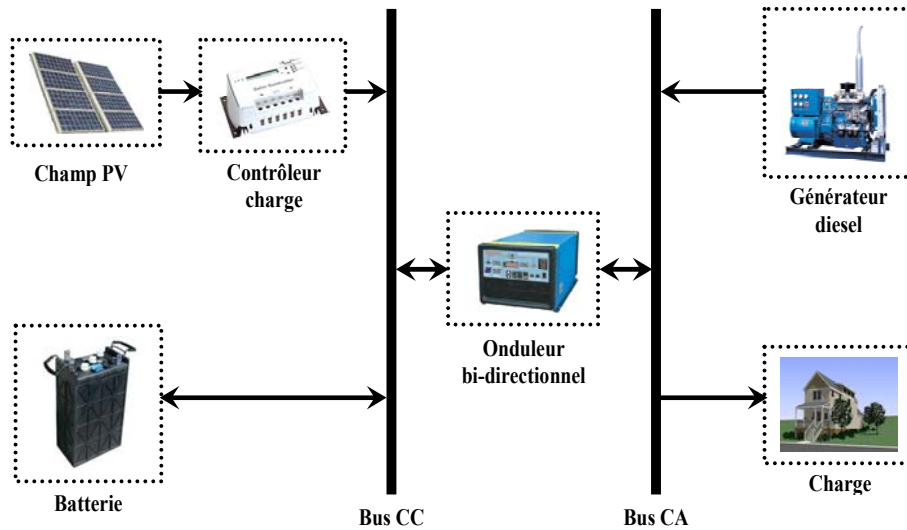 Champ PV
Contrôleur
charge
Générateur
diesel
Onduleur
bi-directionnel
Batterie
Charge
Bus CC
Bus CA